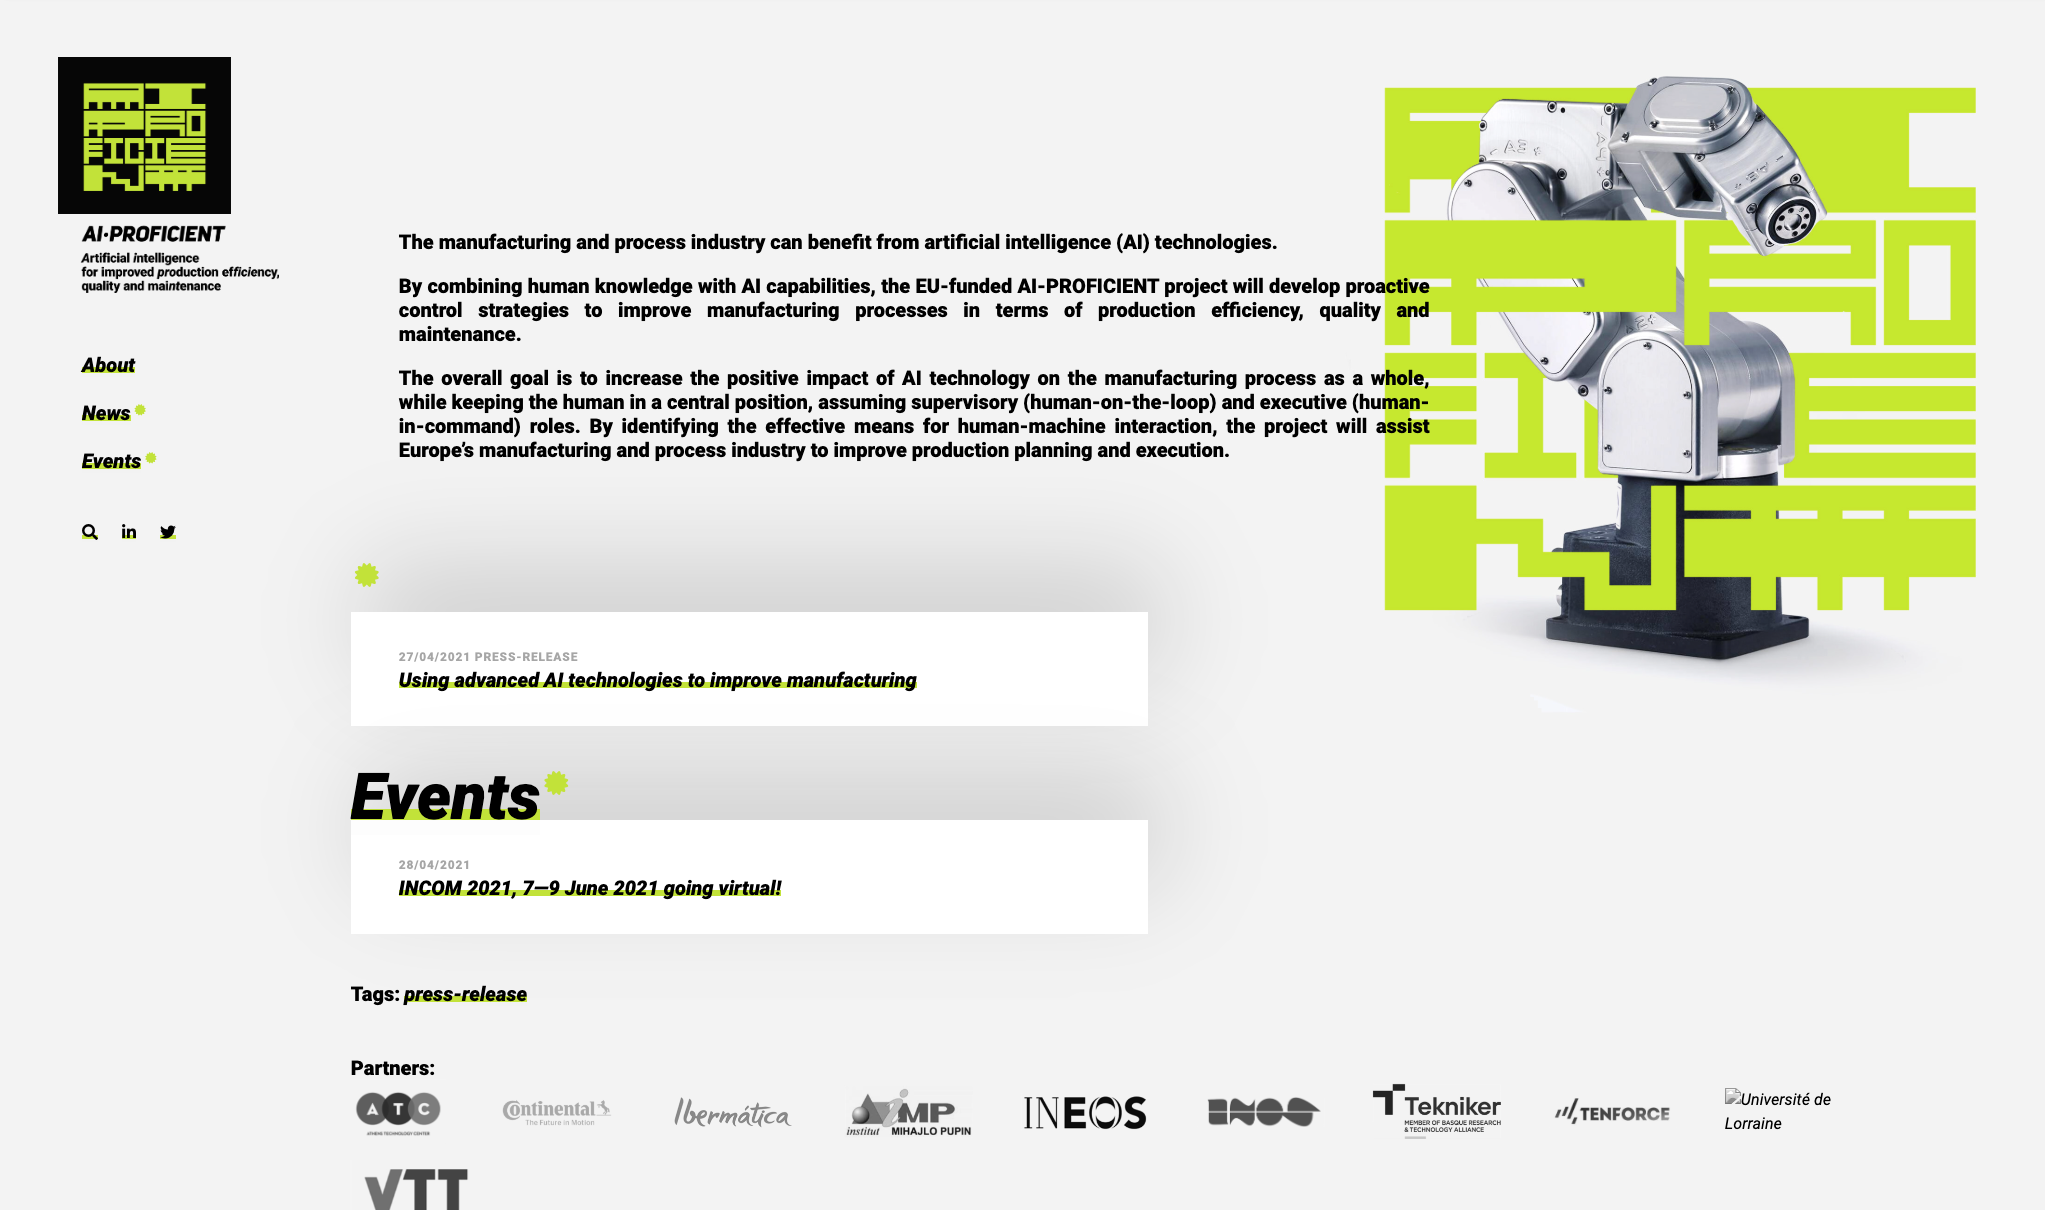 AI PRO FICIE NT
AI·PROFICIENT
Artificial intelligence
for improved production efficiency,
quality and maintenance
About
News
Events
The manufacturing and process industry can benefit from artificial intelligence (AI) technologies.
By combining human knowledge with AI capabilities, the EU-funded AI-PROFICIENT project will develop proactive
control strategies to improve manufacturing processes in terms of production efficiency, quality and
maintenance.
The overall goal is to increase the positive impact of AI technology on the manufacturing process as a whole,
while keeping the human in a central position, assuming supervisory (human-on-the-loop) and executive (human-
in-command) roles. By identifying the effective means for human-machine interaction, the project will assist
Europe’s manufacturing and process industry to improve production planning and execution.
27/04/2021 PRESS-RELEASE
Using advanced AI technologies to improve manufacturing
Events
28/04/2021
INCOM 2021, 7—9 June 2021 going virtual!
Tags: press-release
Partners:
ATC
ATHENS TECHNOLOGY CENTER
Continental
The Future in Motion
Ibermática
iMP
institut MIHAJLO PUPIN
INEOS
INOS
Tekniker
MEMBER OF BASQUE RESEARCH
& TECHNOLOGY ALLIANCE
TENFORCE
Université de
Lorraine
VTT